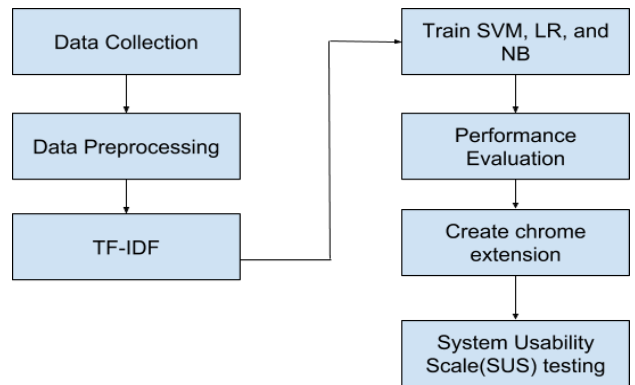 Data Collection
Data Preprocessing
TF-IDF
Train SVM, LR, and
NB
Performance
Evaluation
Create chrome
extension
System Usability
Scale(SUS) testing